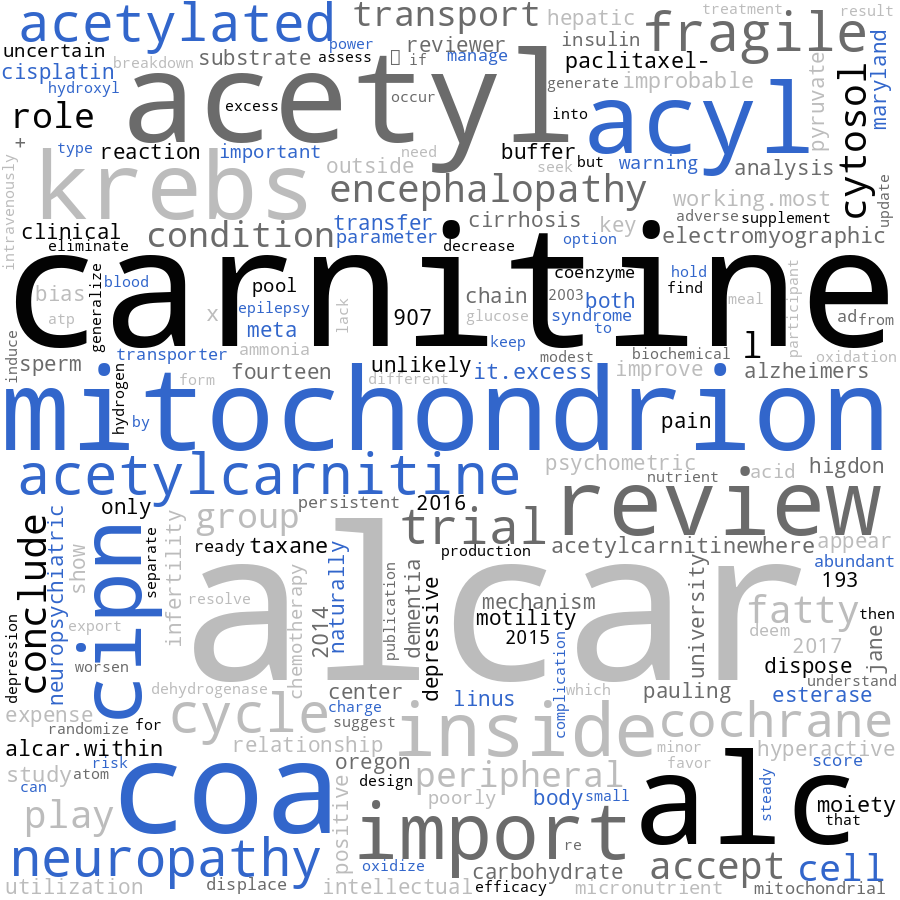 acetylated
transport
hepatic
fragile
treatment
result
uncertain
power
reviewer
insulin
cisplatin
breakdown
substrate
assess
if
manage
paclitaxel-
maryland
hydroxyl
acetyl
occur
generate
improbable
pyruvate
cytosol
role
excess
into
acyl
+
type
reaction
important
need
buffer
but
warning
intravenously
krebs
outside
seek
analysis
encephalopathy
working.most
update
clinical
condition
transfer
cirrhosis
key
adverse
supplement
eliminate
parameter
decrease
option
electromyographic
carnitine
generalize
blood
pool
coenzyme
hold
find
bias
epilepsy
chain
2003
both
participant
meal
atp
x
meta
lack
907
glucose
syndrome
to
ad
from
induce
transporter
ammonia
keep
modest
biochemical
l
oxidation
sperm
form
fourteen
unlikely
different
it.excess
improve
alzheimers
mitochondrion
hydrogen
by
pain
acetylcarnitine
psychometric
nutrient
acid
higdon
only
persistent
2016
review
conclude
neuropsychiatric
cipn
separate
infertility
group
trial
show
ready
taxane
naturally
production
acetylcarnitinewhere
appear
abundant
193
alcar
resolve
chemotherapy
2014
publication
dementia
depressive
mechanism
motility
2015
university
fatty
then
deem
2017
jane
depression
export
worsen
complication
dispose
understand
dehydrogenase
center
linus
which
pauling
esterase
expense
randomize
for
cycle
charge
suggest
inside
cochrane
alcar.within
risk
relationship
oregon
minor
favor
hyperactive
study
atom
can
coa
positive
design
peripheral
poorly
body
small
alc
steady
score
play
import
re
moiety
that
neuropathy
oxidize
carbohydrate
accept
cell
utilization
displace
intellectual
efficacy
micronutrient
mitochondrial